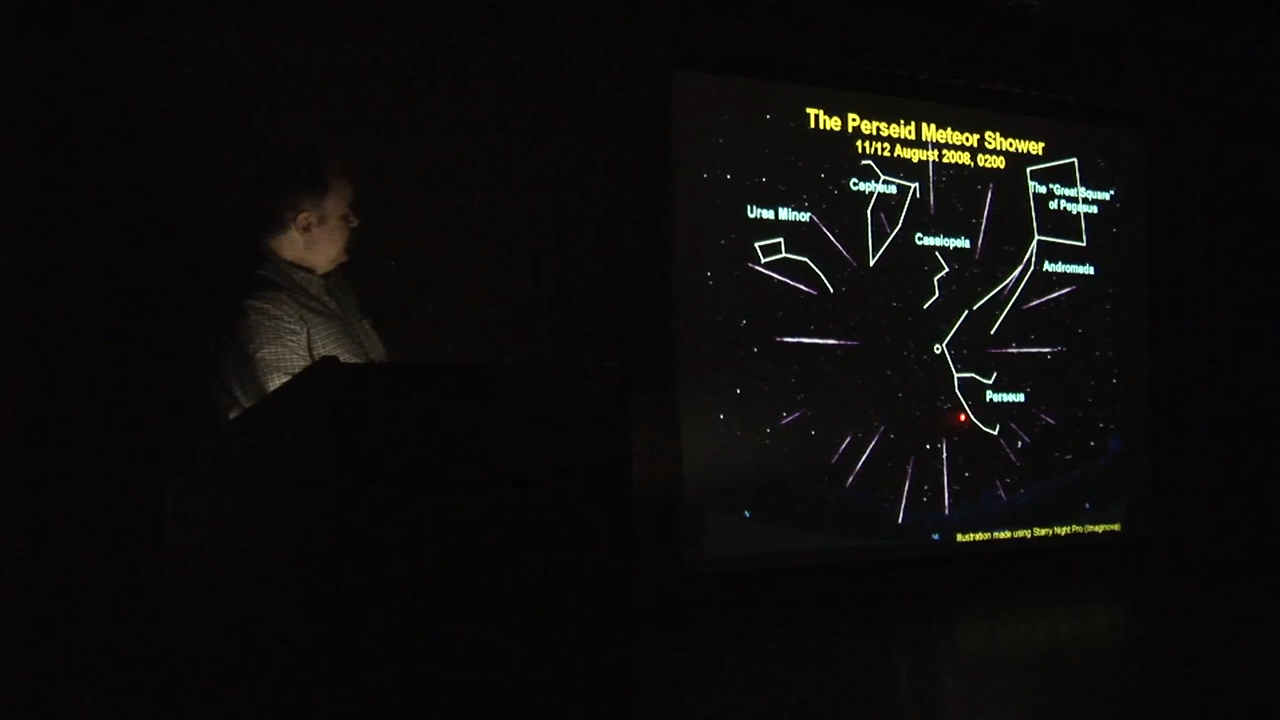 The Perseid Meteor Shower
11/12 August 2008, 0200
Cepheus
The "Great Square"
of Pegasus
Ursa Minor
Cassiopeia
Andromeda
Perseus
Illustration made using Starry Night Pro (Imaginova)